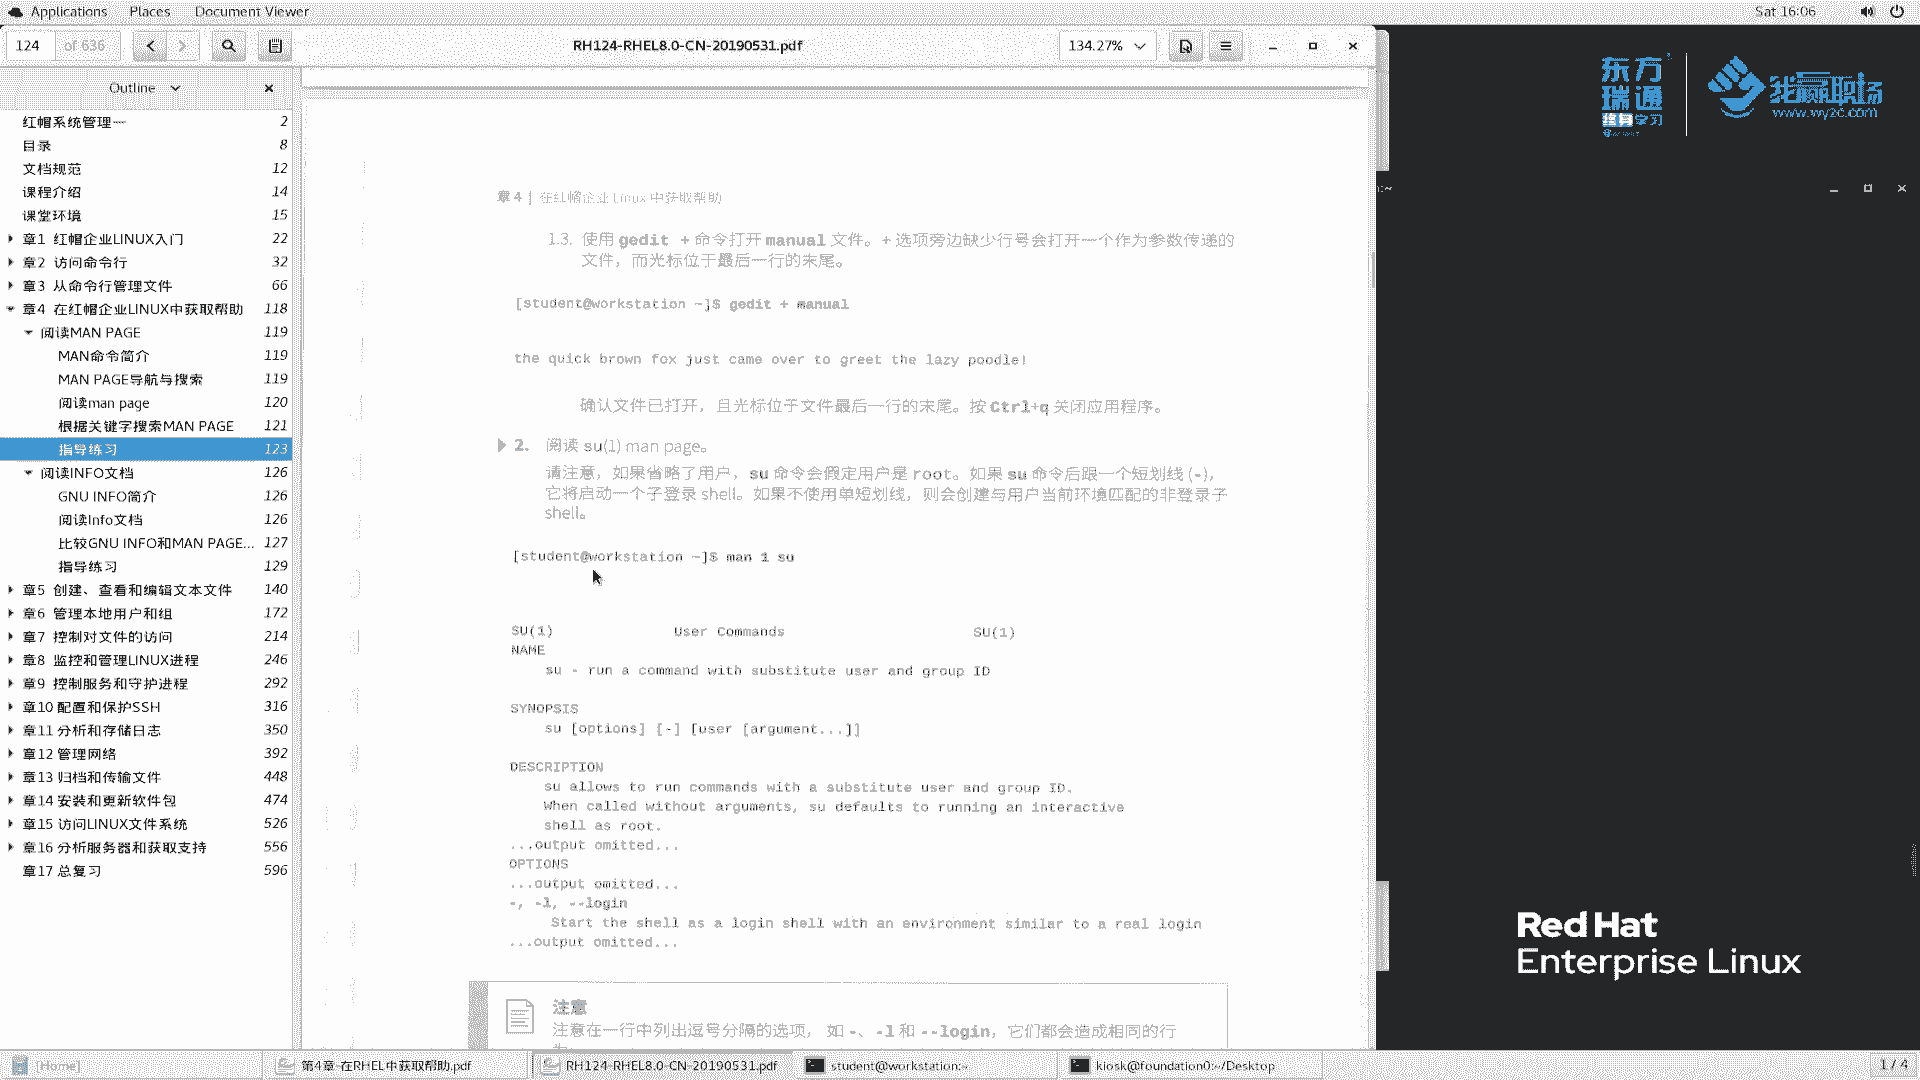 Applications Places Document Viewer Sat 16:06
124 of 636 RH124-RHEL8.0-CN-20190531.pdf 134.27%
Outline
红帽系统管理一 2
目录 8
文档规范 12
课程介绍 14
课堂环境 15
章1 红帽企业LINUX入门 22
章2 访问命令行 32
章3 从命令行管理文件 66
章4 在红帽企业LINUX中获取帮助 118
阅读MAN PAGE 119
MAN命令简介 119
MAN PAGE导航与搜索 119
阅读man page 120
根据关键字搜索MAN PAGE 121
指导练习 123
阅读INFO文档 126
GNU INFO简介 126
阅读Info文档 126
比较GNU INFO和MAN PAGE... 127
指导练习 129
章5 创建、查看和编辑文本文件 140
章6 管理本地用户和组 172
章7 控制对文件的访问 214
章8 监控和管理LINUX进程 246
章9 控制服务和守护进程 292
章10 配置和保护SSH 316
章11 分析和存储日志 350
章12 管理网络 392
章13 归档和传输文件 448
章14 安装和更新软件包 474
章15 访问LINUX文件系统 526
章16 分析服务器和获取支持 556
章17 总复习 596
章 4 | 在红帽企业 Linux 中获取帮助
1.3. 使用 gedit + 命令打开 manual 文件。+ 选项旁边缺少行号会打开一个作为参数传递的
文件，而光标位于最后一行的末尾。
[student@workstation ~]$ gedit + manual
the quick brown fox just came over to greet the lazy poodle!
确认文件已打开，且光标位于文件最后一行的末尾。按 Ctrl+q 关闭应用程序。
2. 阅读 su(1) man page。
请注意，如果省略了用户，su 命令会假定用户是 root。如果 su 命令后跟一个短划线 (-)，
它将启动一个子登录 shell。如果不使用单短划线，则会创建与用户当前环境匹配的非登录子
shell。
[student@workstation ~]$ man 1 su
SU(1) User Commands SU(1)
NAME
su - run a command with substitute user and group ID
SYNOPSIS
su [options] [-] [user [argument...]]
DESCRIPTION
su allows to run commands with a substitute user and group ID.
When called without arguments, su defaults to running an interactive
shell as root.
...output omitted...
OPTIONS
...output omitted...
-, -l, --login
Start the shell as a login shell with an environment similar to a real login
...output omitted...
注意
注意在一行中列出逗号分隔的选项， 如 -、-l 和 --login，它们都会造成相同的行
东方
瑞通
终身学习
我赢职场
www.wy2c.com
:~
Red Hat
Enterprise Linux
[Home] 第4章-在RHEL中获取帮助.pdf RH124-RHEL8.0-CN-20190531.pdf student@workstation:~ kiosk@foundation0:~/Desktop 1 / 4